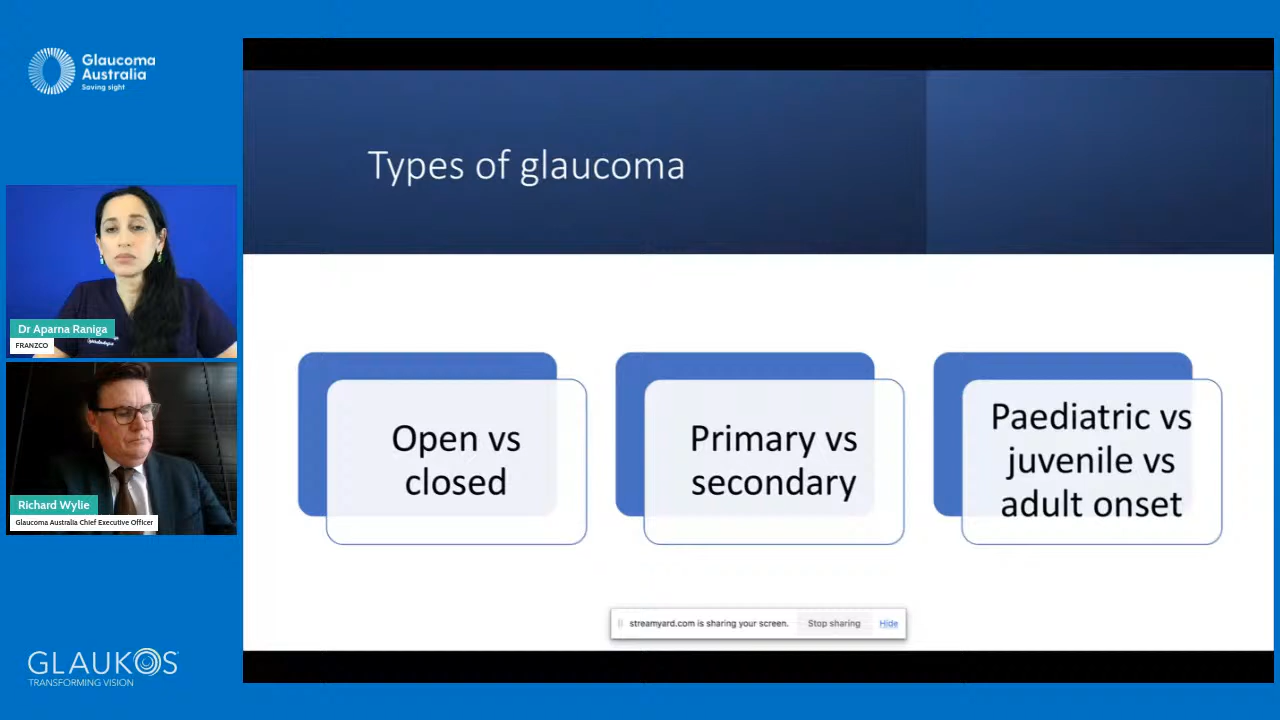 Glaucoma
Australia
Saving sight
Types of glaucoma
Dr Aparna Raniga
FRANZCO
Richard Wylie
Glaucoma Australia Chief Executive Officer
Open vs
closed
Primary vs
secondary
Paediatric vs
juvenile vs
adult onset
streamyard.com is sharing your screen. Stop sharing Hide
GLAUKOS
TRANSFORMING VISION